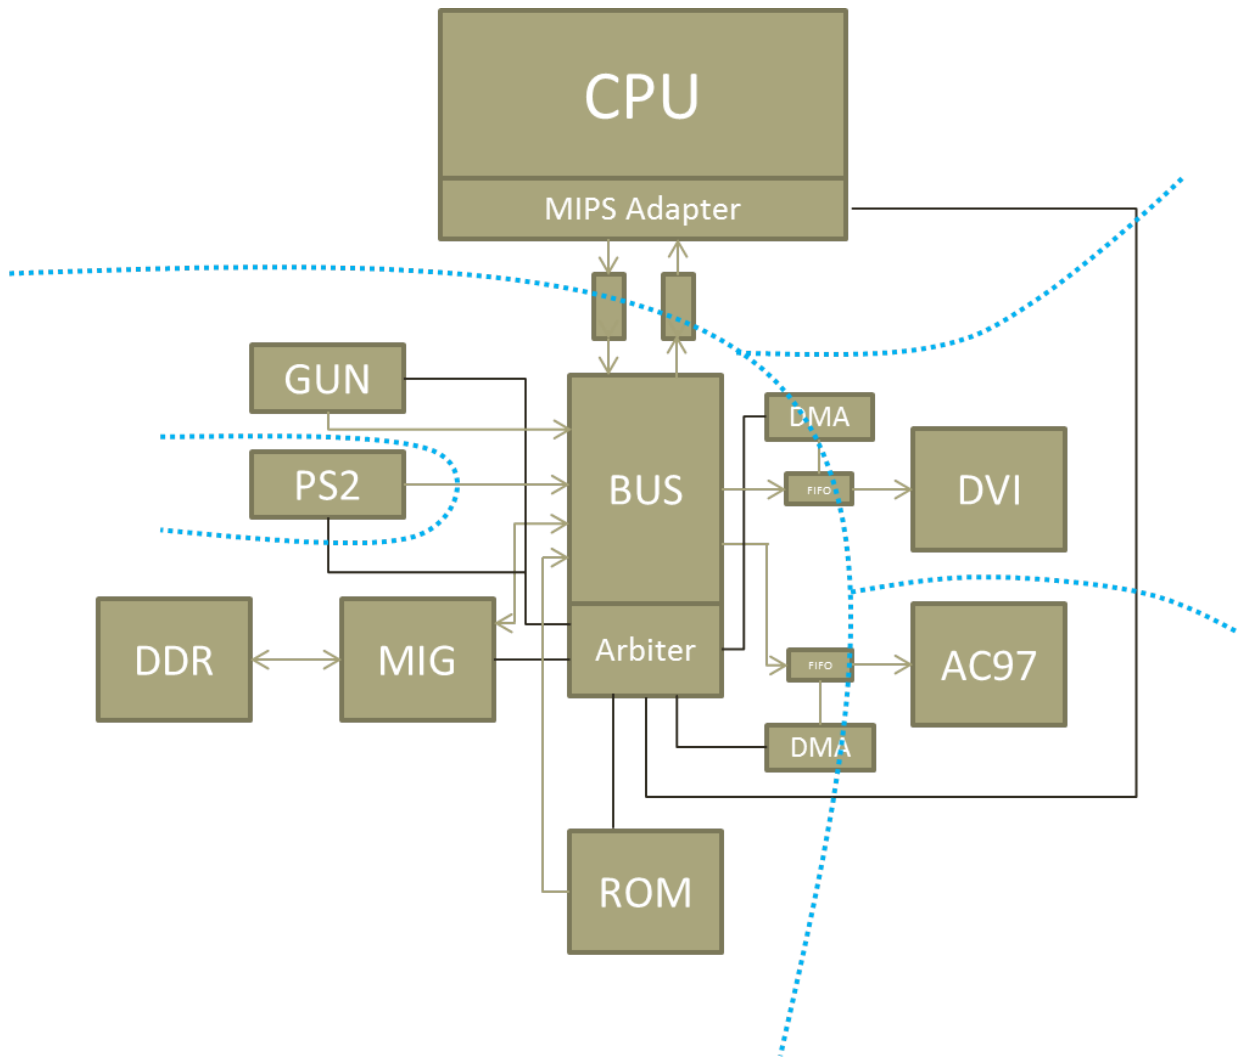 CPU
MIPS Adapter
GUN
DMA
PS2
BUS
FIFO
DVI
DDR
MIG
Arbiter
FIFO
AC97
DMA
ROM